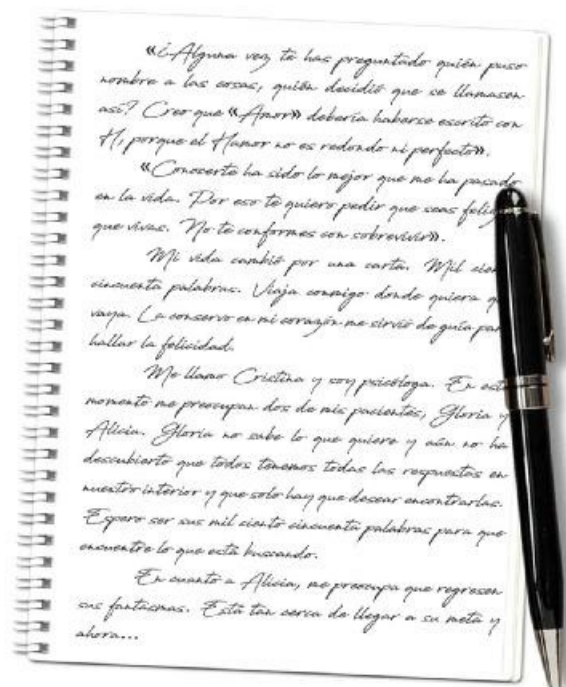 «¿Alguna vez te has preguntado quién puso
nombre a las cosas, quién decidió que se llamasen
así? Creo que «Amor» debería haberse escrito con
H, porque el Hamor no es redondo ni perfecto».
«Conocerte ha sido lo mejor que me ha pasado
en la vida. Por eso te quiero pedir que seas feliz,
que vivas. No te conformes con sobrevivir».
Mi vida cambió por una carta. Mil
cincuenta palabras. Viaja conmigo donde quiera
vaya. La conservo en mi corazón me sirvió de guía
hallar la felicidad.
Me llamo Cristina y soy psicóloga. En
momento me preocupan dos de mis pacientes, Gloria y
Alicia. Gloria no sabe lo que quiere y aún no ha
descubierto que todos tenemos todas las respuestas en
nuestro interior y que solo hay que desear encontrarlas.
Espero ser sus mil ciento cincuenta palabras para que
encuentre lo que está buscando.
En cuanto a Alicia, me preocupa que regresen
sus fantasmas. Está tan cerca de llegar a su meta y
ahora...